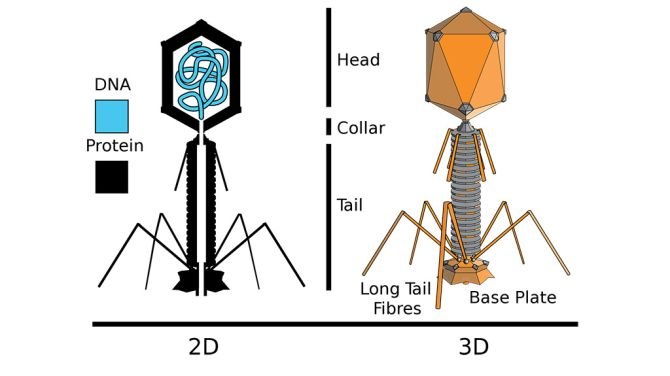 DNA
Protein
Head
Collar
Tail
Long Tail
Fibres
Base Plate
2D
3D